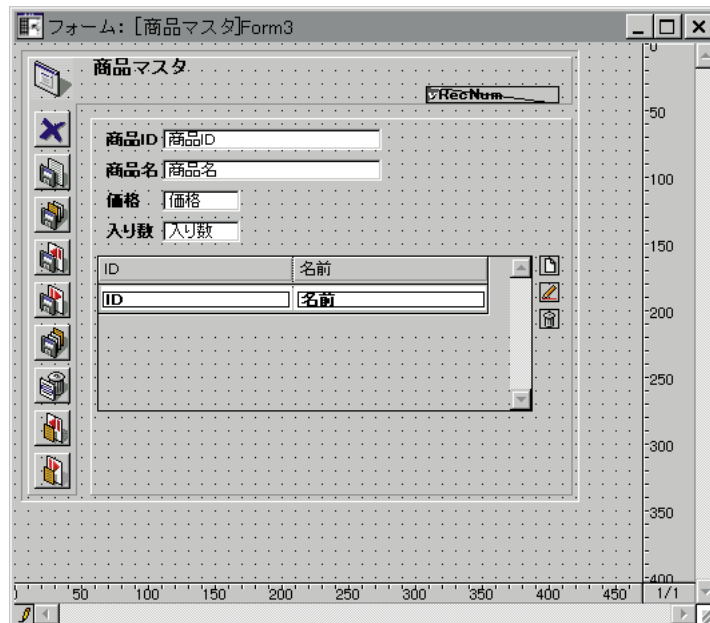 フォーム: [商品マスタ]Form3
商品マスタ
vRecNum
商品ID 商品ID
商品名 商品名
価格 価格
入り数 入り数
ID 名前
ID 名前
0
50
100
150
200
250
300
350
400
0 50 100 150 200 250 300 350 400 450 1/1